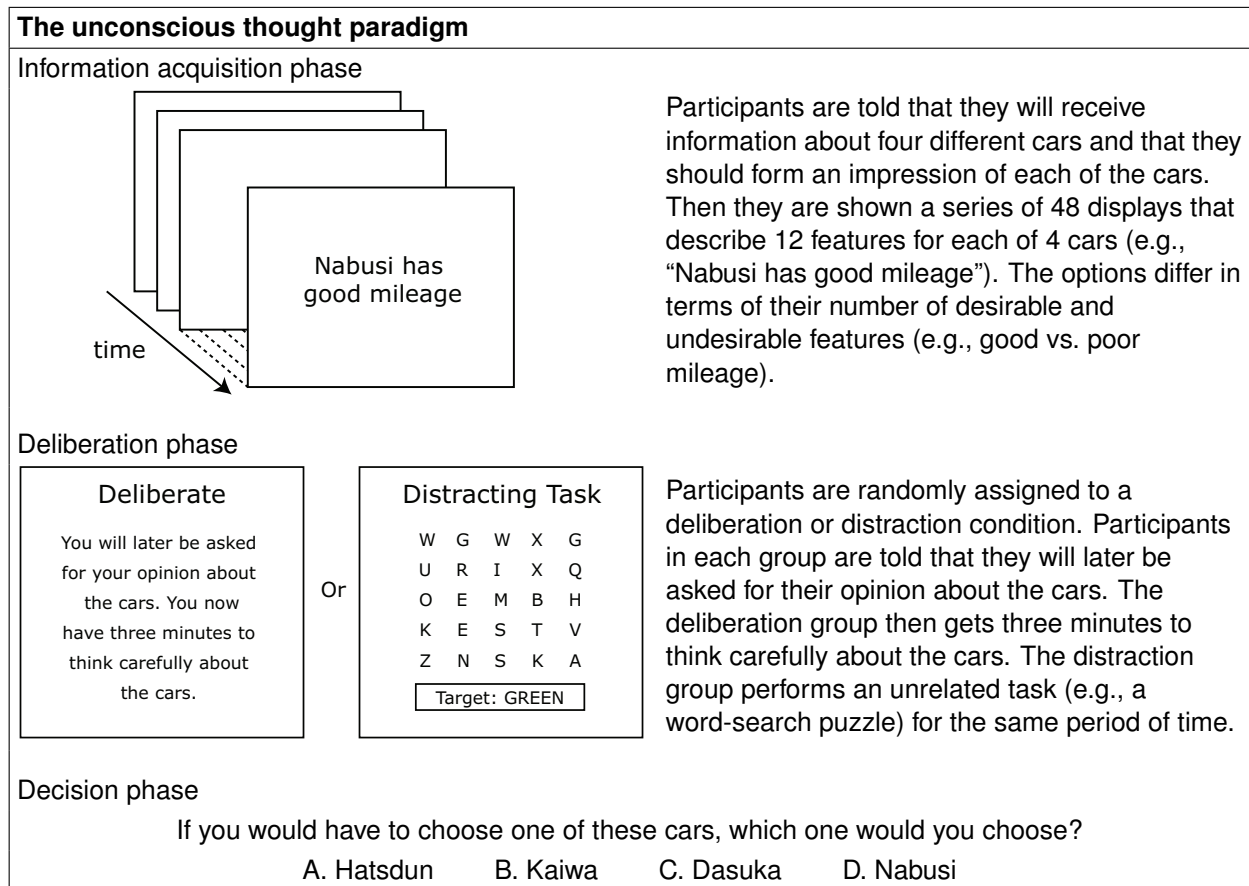 The unconscious thought paradigm
Information acquisition phase
Nabusi has
good mileage
time
Participants are told that they will receive
information about four different cars and that they
should form an impression of each of the cars.
Then they are shown a series of 48 displays that
describe 12 features for each of 4 cars (e.g.,
“Nabusi has good mileage”). The options differ in
terms of their number of desirable and
undesirable features (e.g., good vs. poor
mileage).
Deliberation phase
Deliberate
You will later be asked
for your opinion about
the cars. You now
have three minutes to
think carefully about
the cars.
Or
Distracting Task
W G W X G
U R I X Q
O E M B H
K E S T V
Z N S K A
Target: GREEN
Participants are randomly assigned to a
deliberation or distraction condition. Participants
in each group are told that they will later be
asked for their opinion about the cars. The
deliberation group then gets three minutes to
think carefully about the cars. The distraction
group performs an unrelated task (e.g., a
word-search puzzle) for the same period of time.
Decision phase
If you would have to choose one of these cars, which one would you choose?
A. Hatsdun B. Kaiwa C. Dasuka D. Nabusi